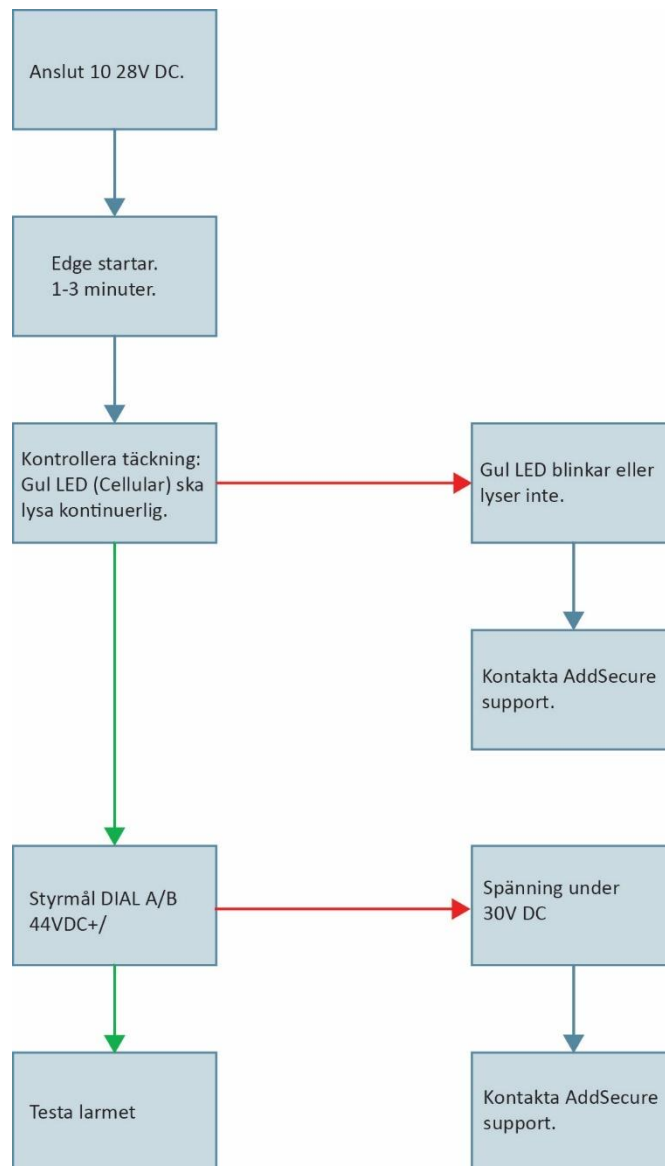 Anslut 10 28V DC.
Edge startar.
1-3 minuter.
Kontrollera täckning:
Gul LED (Cellular) ska
lysa kontinuerlig.
Gul LED blinkar eller
lyser inte.
Kontakta AddSecure
support.
Styrmål DIAL A/B
44VDC+/
Spänning under
30V DC
Testa larmet
Kontakta AddSecure
support.